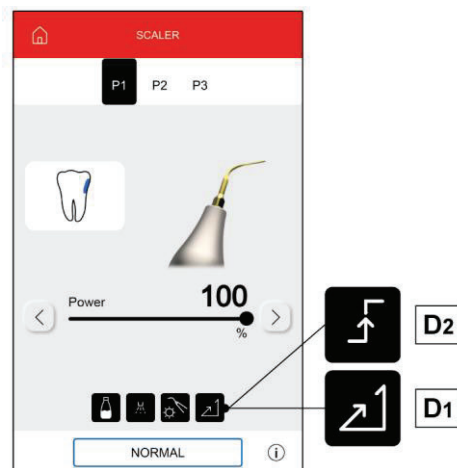 SCALER
P1 P2 P3
Power 100
%
D2
D1
NORMAL
i